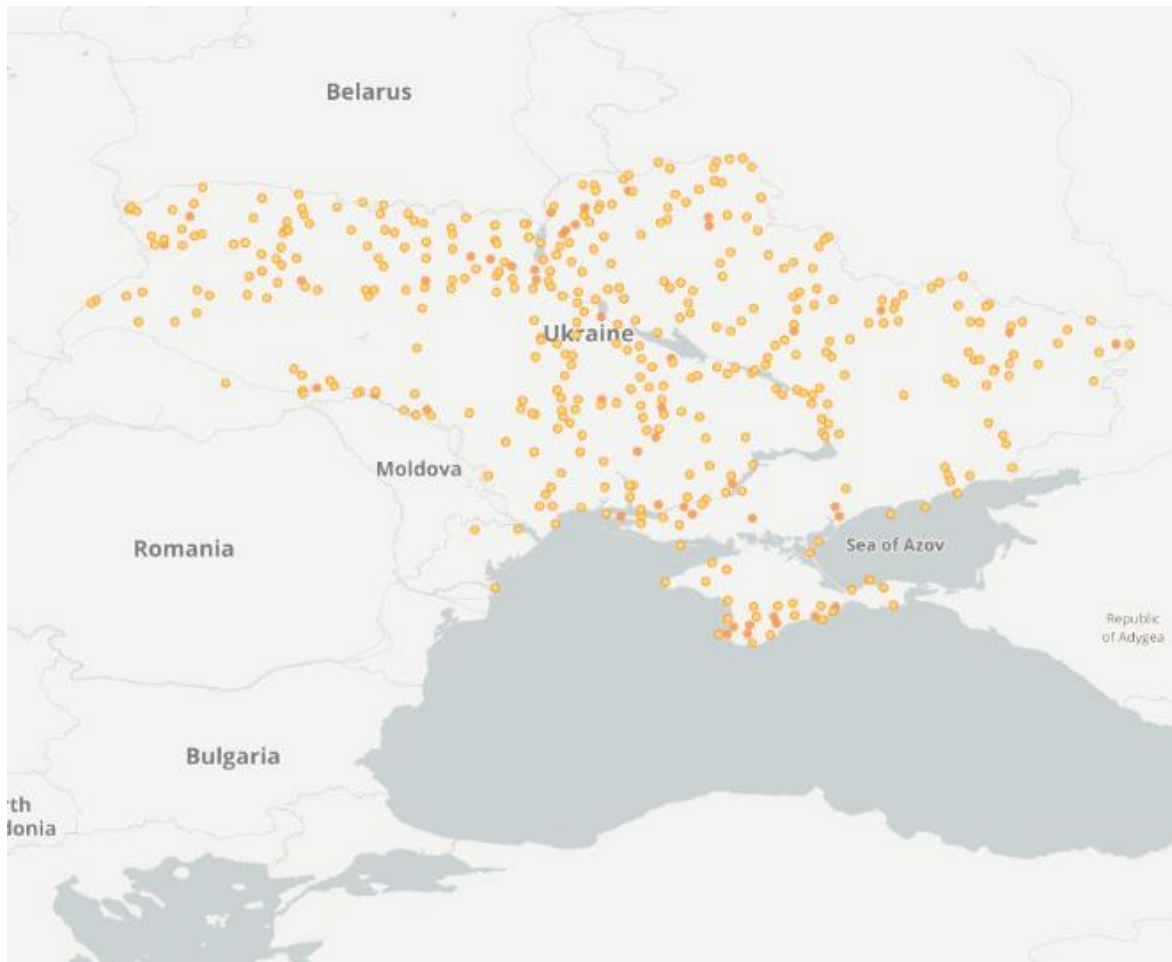 Belarus
Ukraine
Moldova
Romania
Sea of Azov
Republic
of Adygea
Bulgaria
rth
donia